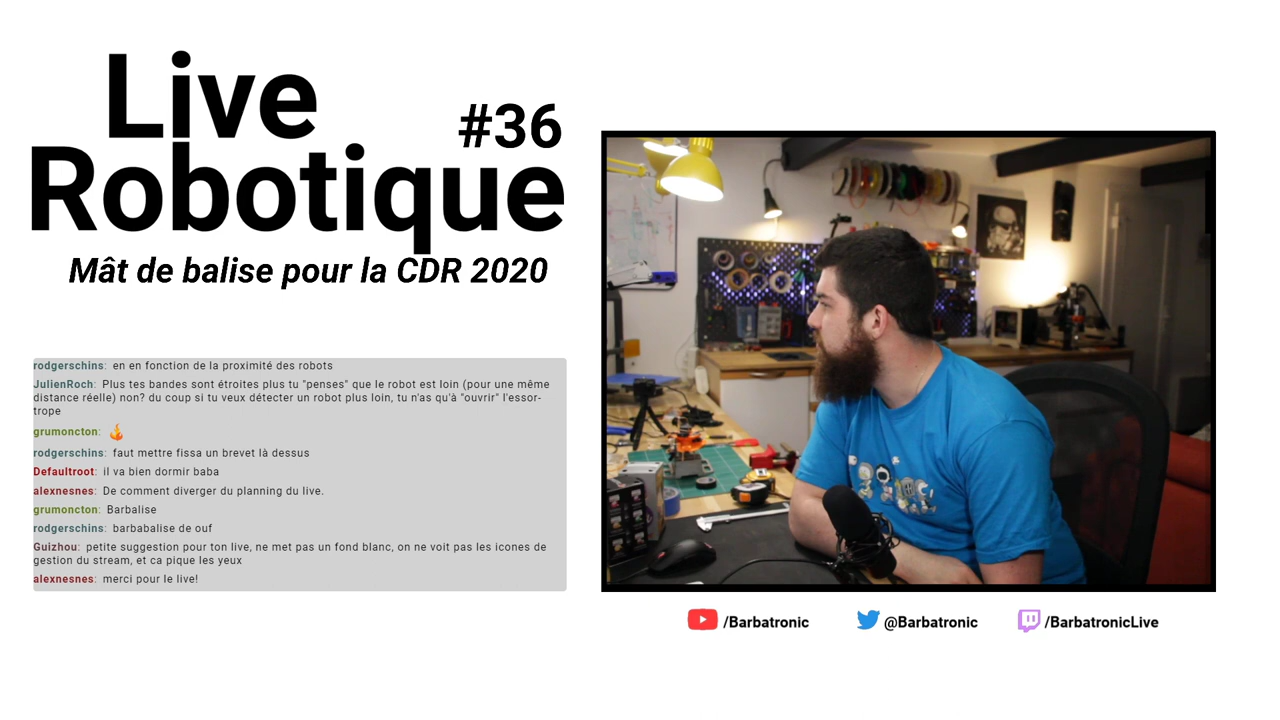 Live
#36
Robotique
Mât de balise pour la CDR 2020
rodgerschins: en en fonction de la proximité des robots
JulienRoch: Plus tes bandes sont étroites plus tu "penses" que le robot est loin (pour une même
distance réelle) non? du coup si tu veux détecter un robot plus loin, tu n'as qu'à "ouvrir" l'essor-
trope
grumoncton:
rodgerschins: faut mettre fissa un brevet là dessus
Defaultroot: il va bien dormir baba
alexnesnes: De comment diverger du planning du live.
grumoncton: Barbalise
rodgerschins: barbabalise de ouf
Guizhou: petite suggestion pour ton live, ne met pas un fond blanc, on ne voit pas les icones de
gestion du stream, et ca pique les yeux
alexnesnes: merci pour le live!
/Barbatronic
@Barbatronic
/BarbatronicLive